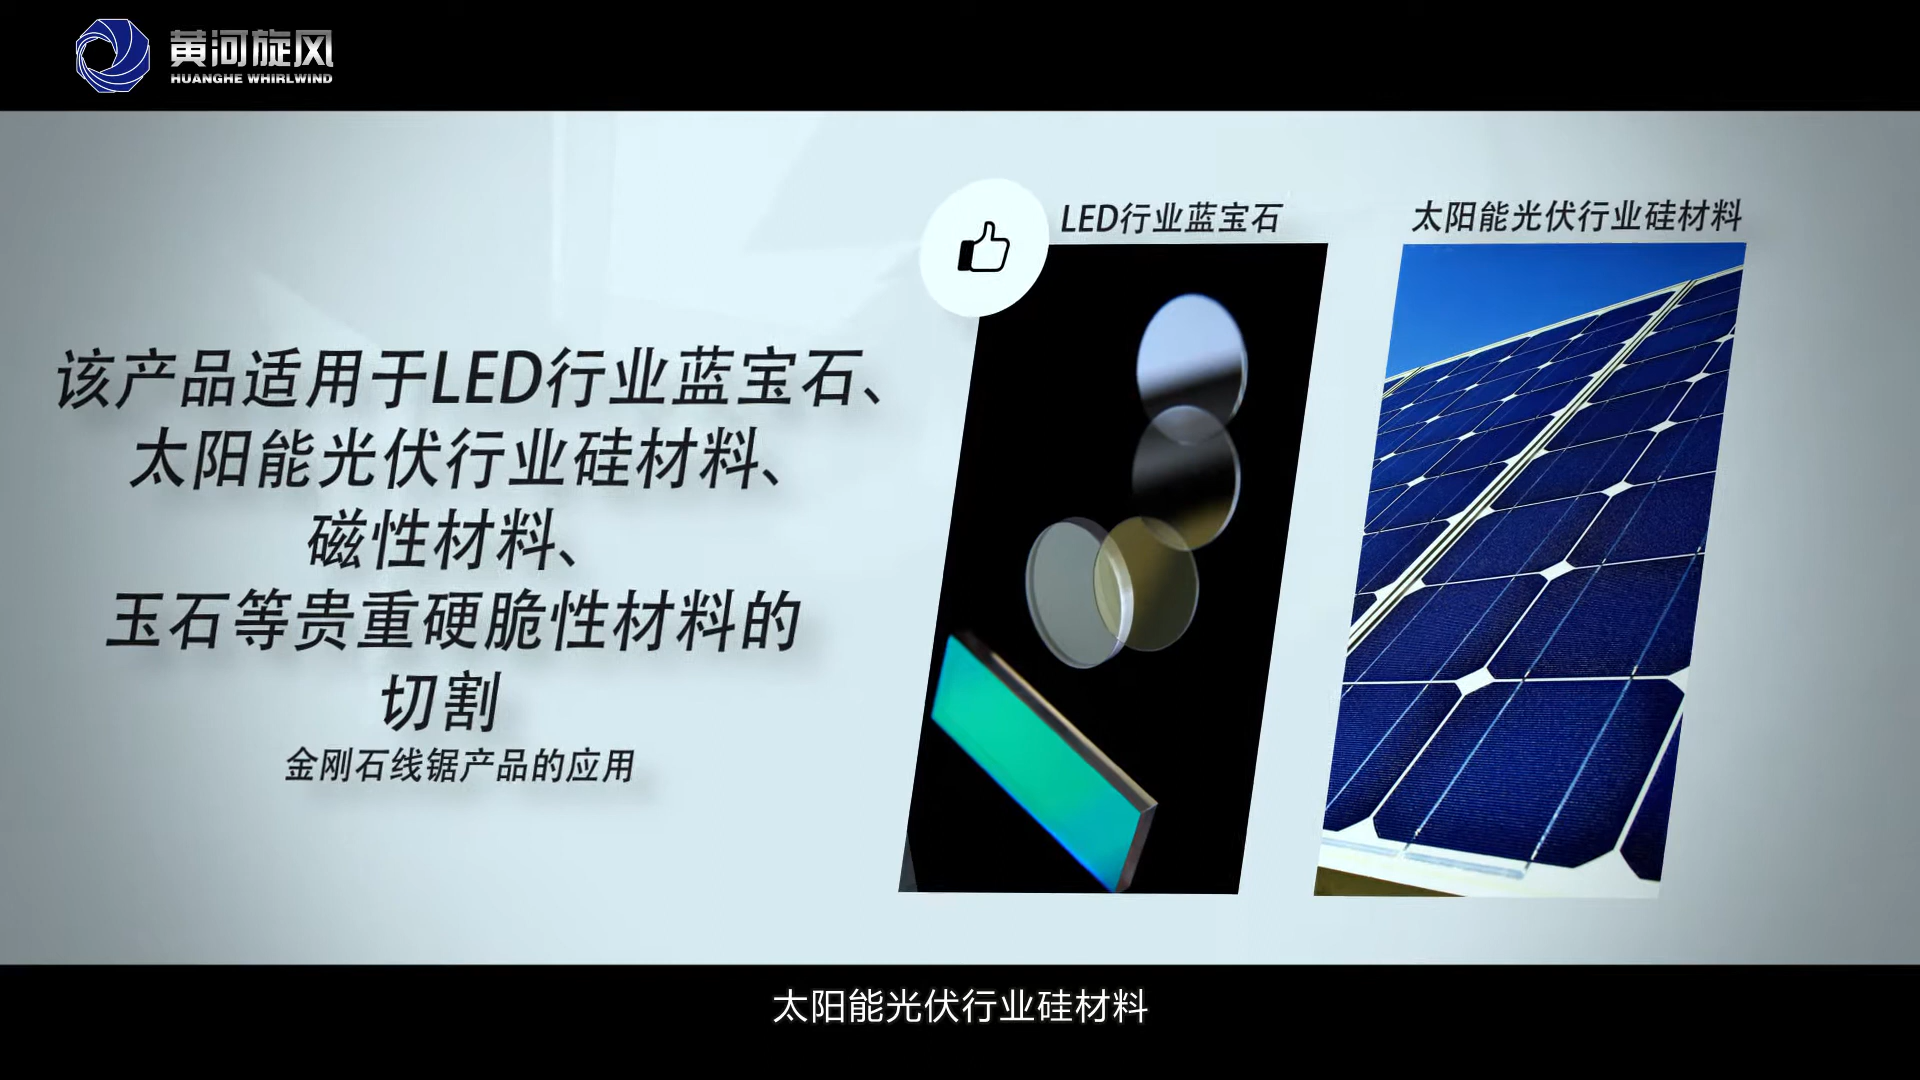 黄河旋风
HUANGHE WHIRLWIND
LED行业蓝宝石
太阳能光伏行业硅材料
该产品适用于LED行业蓝宝石、
太阳能光伏行业硅材料、
磁性材料、
玉石等贵重硬脆性材料的
切割
金刚石线锯产品的应用
太阳能光伏行业硅材料